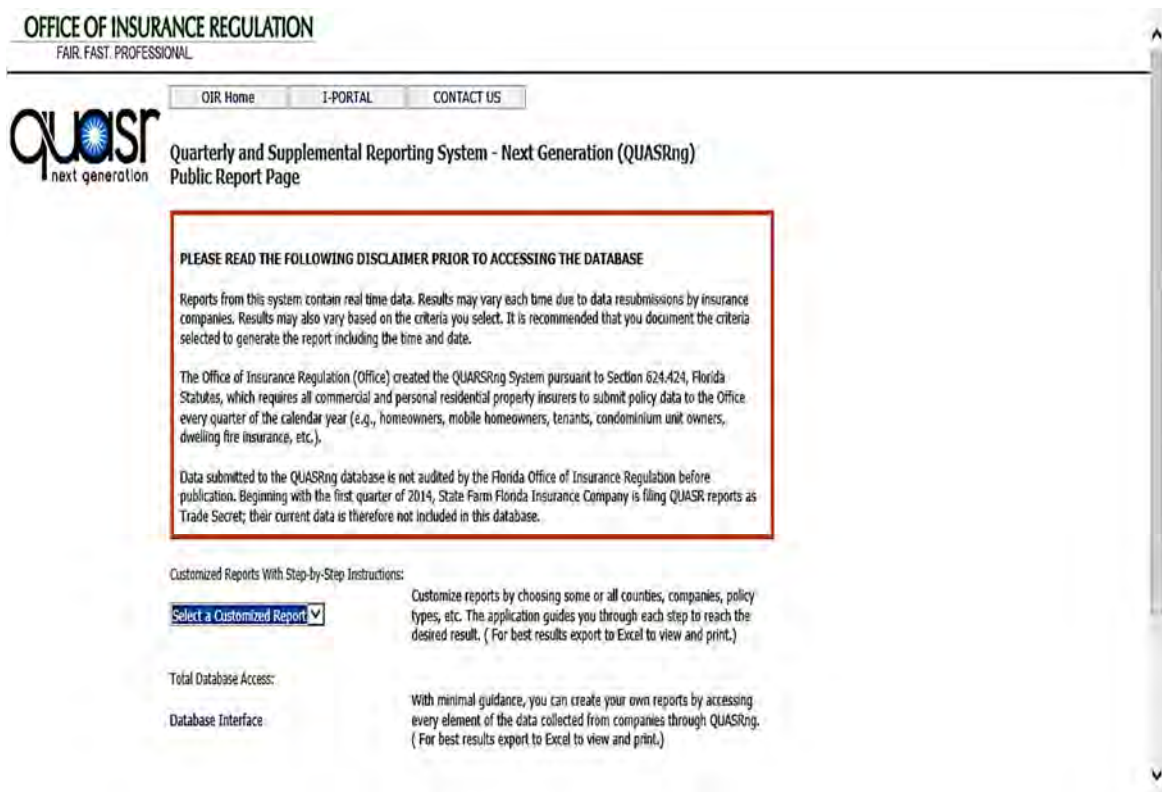 OFFICE OF INSURANCE REGULATION
FAIR. FAST. PROFESSIONAL.
OIR Home I-PORTAL CONTACT US
quasr
next generation
Quarterly and Supplemental Reporting System - Next Generation (QUASRng)
Public Report Page
PLEASE READ THE FOLLOWING DISCLAIMER PRIOR TO ACCESSING THE DATABASE
Reports from this system contain real time data. Results may vary each time due to data resubmissions by insurance
companies. Results may also vary based on the criteria you select. It is recommended that you document the criteria
selected to generate the report including the time and date.
The Office of Insurance Regulation (Office) created the QUARSRng System pursuant to Section 624.424, Florida
Statutes, which requires all commercial and personal residential property insurers to submit policy data to the Office
every quarter of the calendar year (e.g., homeowners, mobile homeowners, tenants, condominium unit owners,
dwelling fire insurance, etc.).
Data submitted to the QUASRng database is not audited by the Florida Office of Insurance Regulation before
publication. Beginning with the first quarter of 2014, State Farm Florida Insurance Company is filing QUASR reports as
Trade Secret; their current data is therefore not included in this database.
Customized Reports With Step-by-Step Instructions:
Select a Customized Report
Customize reports by choosing some or all counties, companies, policy
types, etc. The application guides you through each step to reach the
desired result. ( For best results export to Excel to view and print.)
Total Database Access:
Database Interface
With minimal guidance, you can create your own reports by accessing
every element of the data collected from companies through QUASRng.
( For best results export to Excel to view and print.)